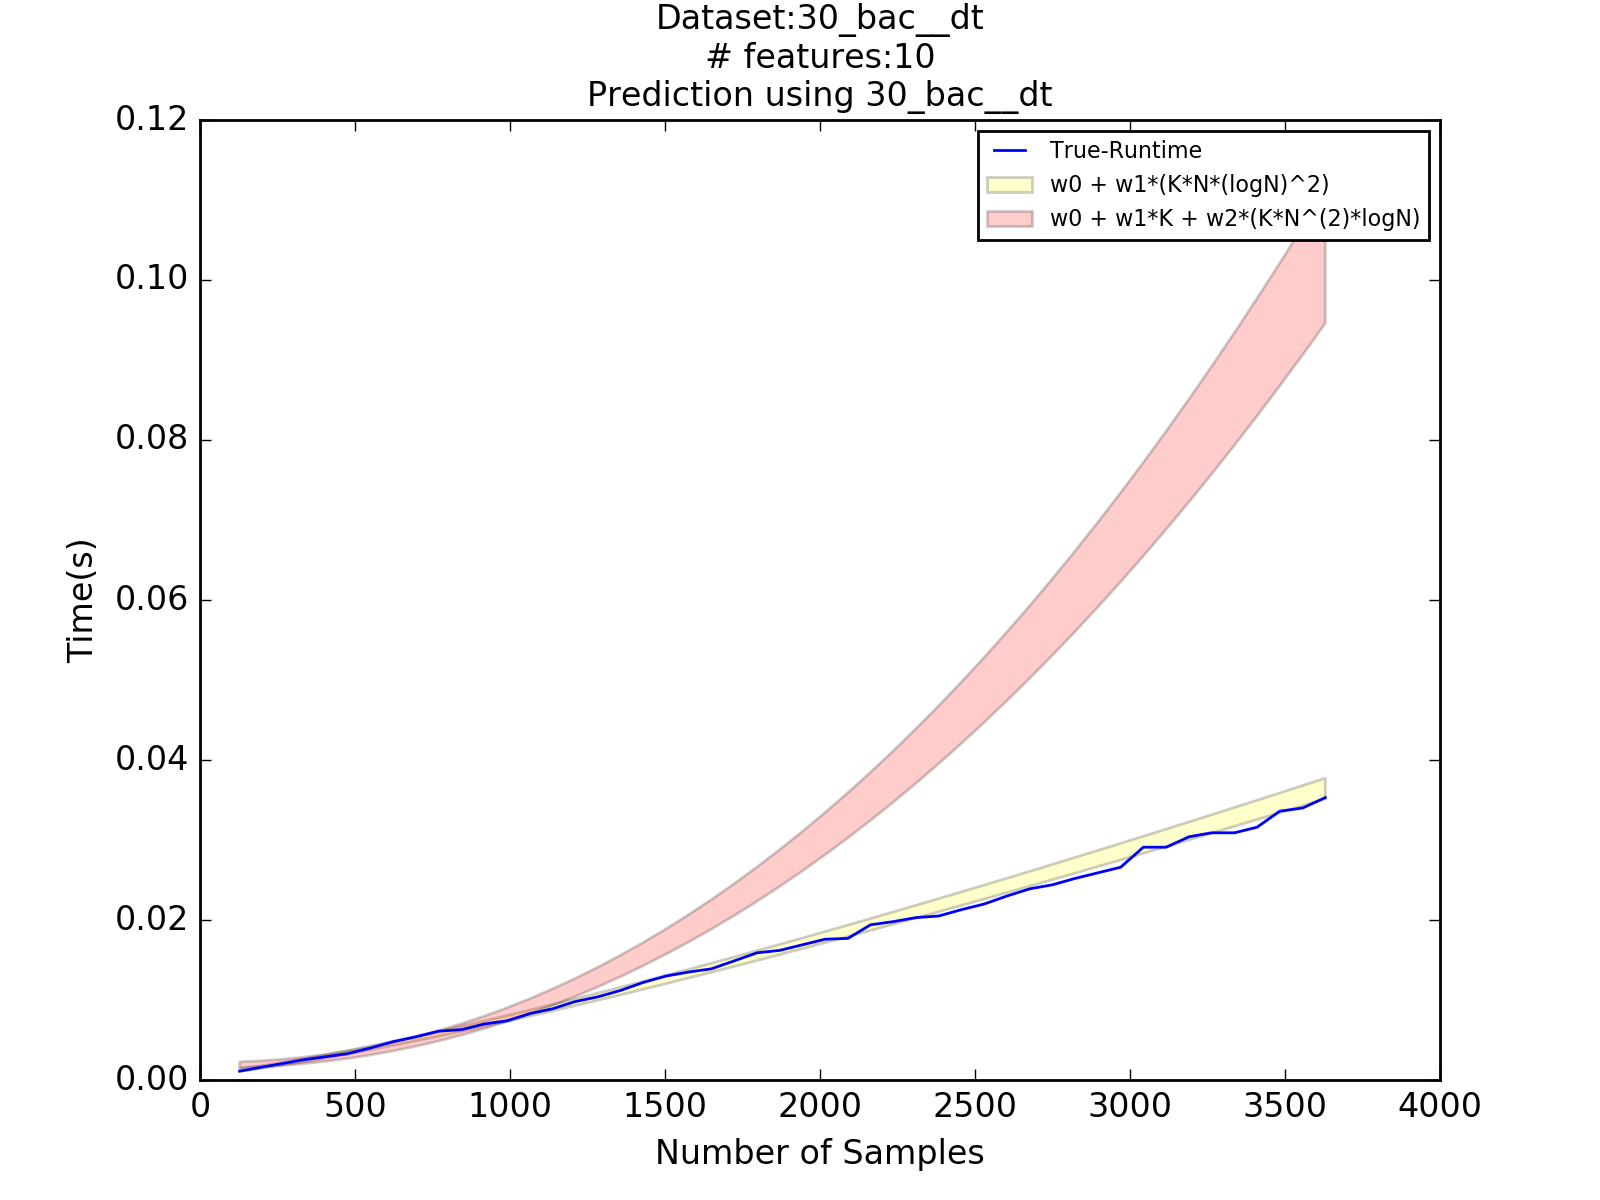 Dataset:30_bac__dt
# features:10
Prediction using 30_bac__dt
0.12
0.10
0.08
0.06
0.04
0.02
0.00
Time(s)
True-Runtime
w0 + w1*(K*N*(logN)^2)
w0 + w1*K + w2*(K*N^(2)*logN)
0 500 1000 1500 2000 2500 3000 3500 4000
Number of Samples